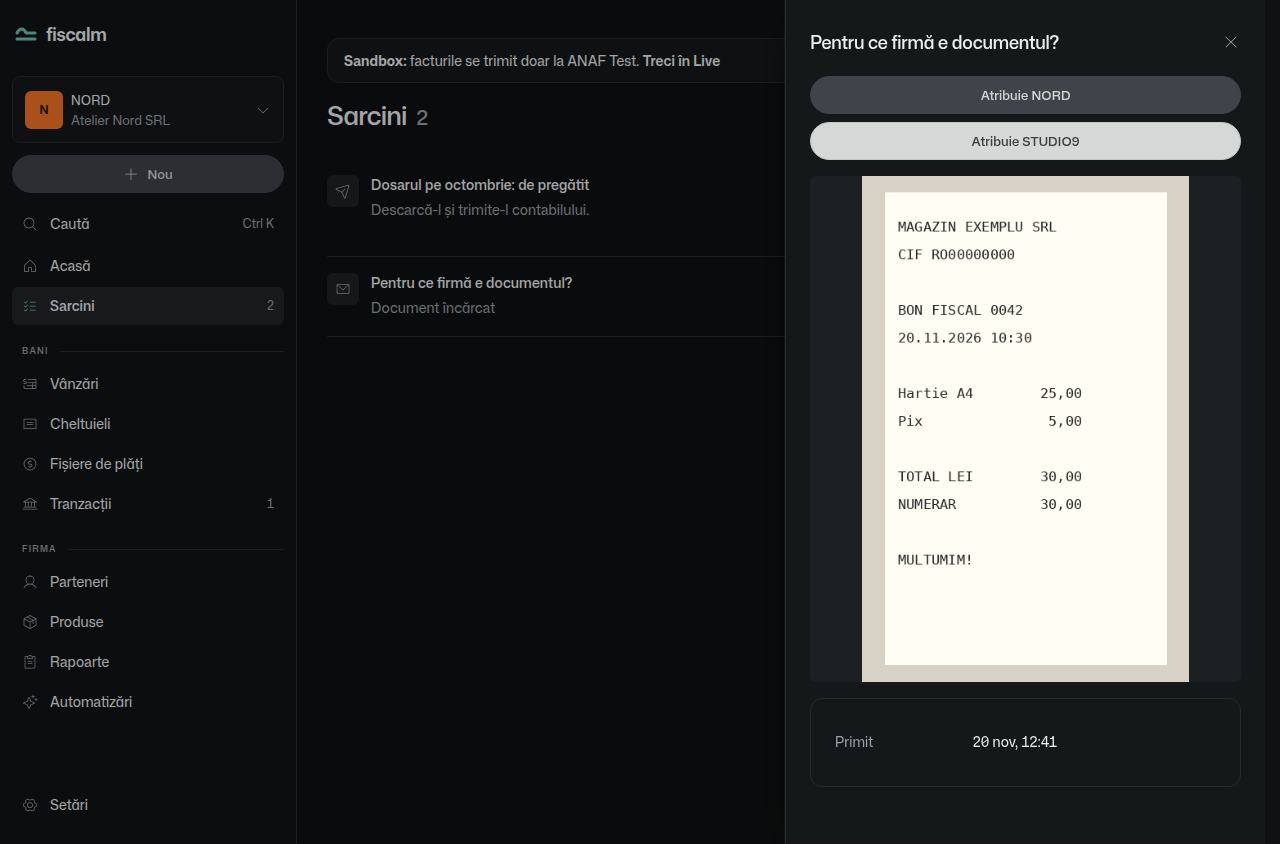 fiscalm
N
NORD
Atelier Nord SRL
Nou
Caută
Ctrl K
Acasă
Sarcini
2
BANI
Vânzări
Cheltuieli
Fișiere de plăți
Tranzacții
1
FIRMA
Parteneri
Produse
Rapoarte
Automatizări
Setări
Sandbox: facturile se trimit doar la ANAF Test. Treci în Live
Sarcini 2
Dosarul pe octombrie: de pregătit
Descarcă-l și trimite-l contabilului.
Pentru ce firmă e documentul?
Document încărcat
Pentru ce firmă e documentul?
Atribuie NORD
Atribuie STUDIO9
MAGAZIN EXEMPLU SRL
CIF RO00000000
BON FISCAL 0042
20.11.2026 10:30
Hartie A4 25,00
Pix 5,00
TOTAL LEI 30,00
NUMERAR 30,00
MULTUMIM!
Primit 20 nov, 12:41